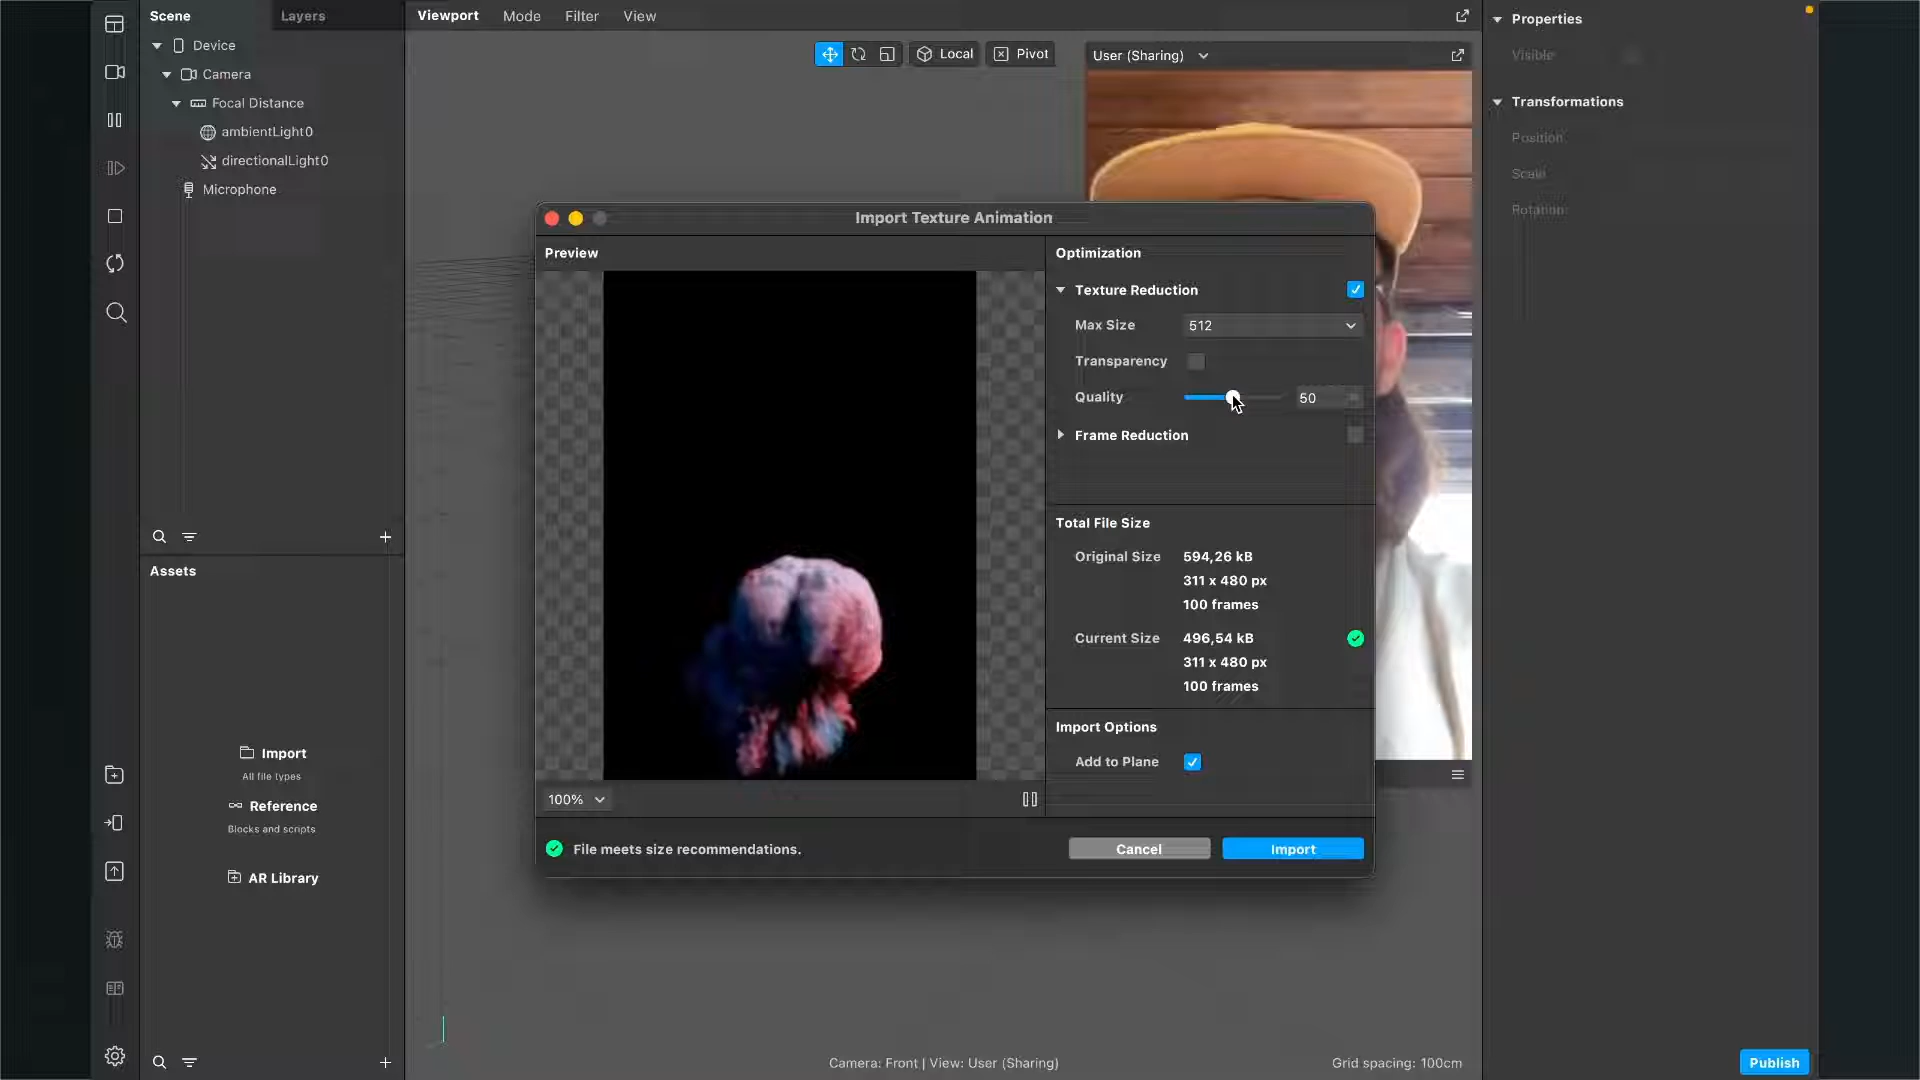 Scene
Layers
Device
Camera
Focal Distance
ambientLight0
directionalLight0
Microphone
Assets
Import
All file types
Reference
Blocks and scripts
AR Library
Viewport
Mode
Filter
View
Local
Pivot
User (Sharing)
Import Texture Animation
Preview
100%
Optimization
Texture Reduction
Max Size
512
Transparency
Quality
50
Frame Reduction
Total File Size
Original Size
594,26 kB
311 x 480 px
100 frames
Current Size
496,54 kB
311 x 480 px
100 frames
Import Options
Add to Plane
File meets size recommendations.
Cancel
Import
Camera: Front | View: User (Sharing)
Grid spacing: 100cm
Properties
Visible
Transformations
Position
Scale
Rotation
Publish